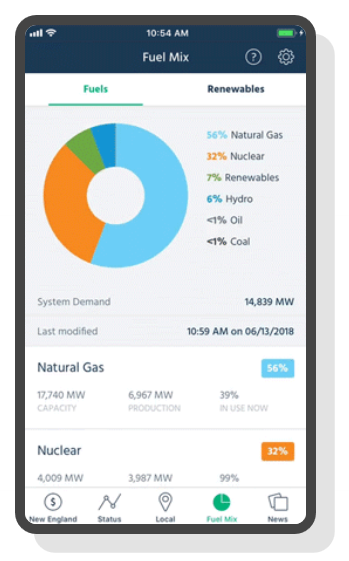 10:54 AM
Fuel Mix ?
Fuels Renewables
56% Natural Gas
32% Nuclear
7% Renewables
6% Hydro
<1% Oil
<1% Coal
System Demand 14,839 MW
Last modified 10:59 AM on 06/13/2018
Natural Gas 56%
17,740 MW 6,967 MW 39%
CAPACITY PRODUCTION IN USE NOW
Nuclear 32%
4,009 MW 3,987 MW 99%
$
New England Status Local Fuel Mix News